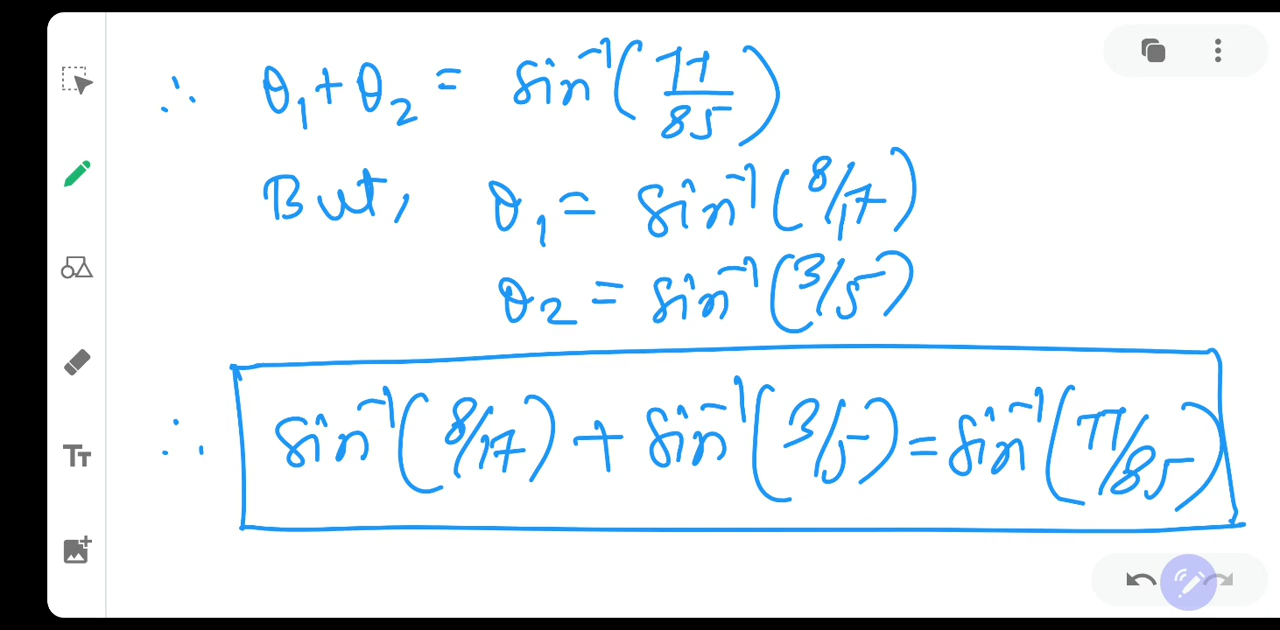 ∴ θ₁ + θ₂ = sin⁻¹(77/85)
But, θ₁ = sin⁻¹(8/17)
θ₂ = sin⁻¹(3/5)
∴ sin⁻¹(8/17) + sin⁻¹(3/5) = sin⁻¹(77/85)
TT